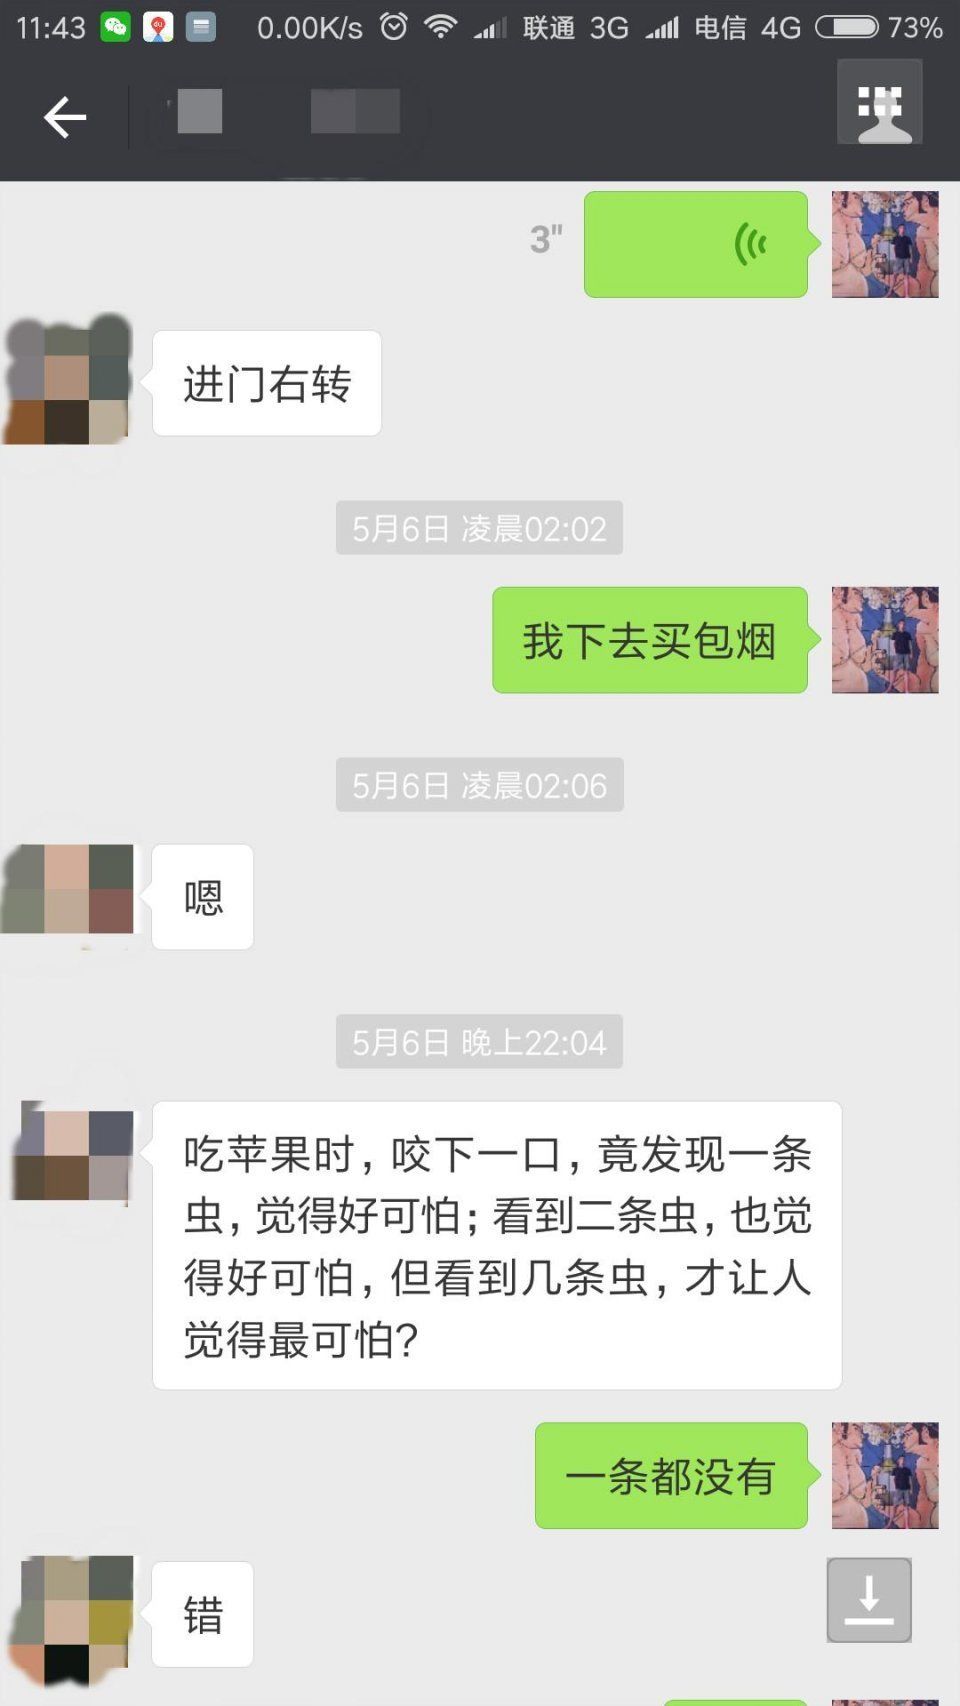 11:43 0.00K/s 联通 3G 电信 4G 73%
3"
进门右转
5月6日 凌晨02:02
我下去买包烟
5月6日 凌晨02:06
嗯
5月6日 晚上22:04
吃苹果时，咬下一口，竟发现一条
虫，觉得好可怕；看到二条虫，也觉
得好可怕，但看到几条虫，才让人
觉得最可怕？
一条都没有
错